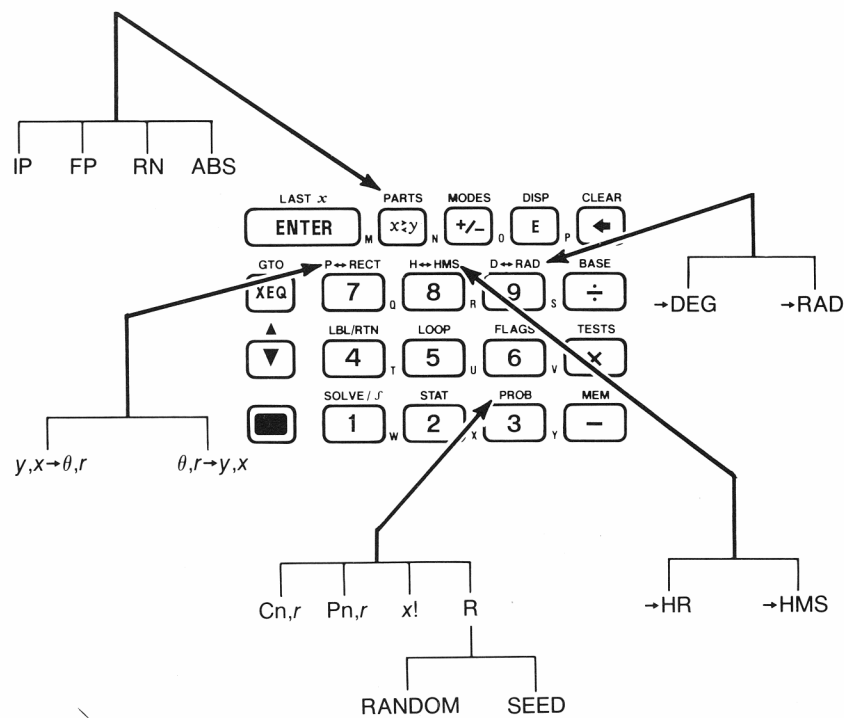 IP FP RN ABS
LAST x PARTS MODES DISP CLEAR
ENTER M x≷y N +/_ O E P 🡄
GTO P↔RECT H↔HMS D↔RAD BASE
XEQ 7 Q 8 R 9 S ÷
→DEG →RAD
▲ LBL/RTN LOOP FLAGS TESTS
▼ 4 T 5 U 6 V ×
SOLVE/∫ STAT PROB MEM
1 W 2 X 3 Y −
y,x→θ,r θ,r→y,x
Cn,r Pn,r x! R
→HR →HMS
RANDOM SEED